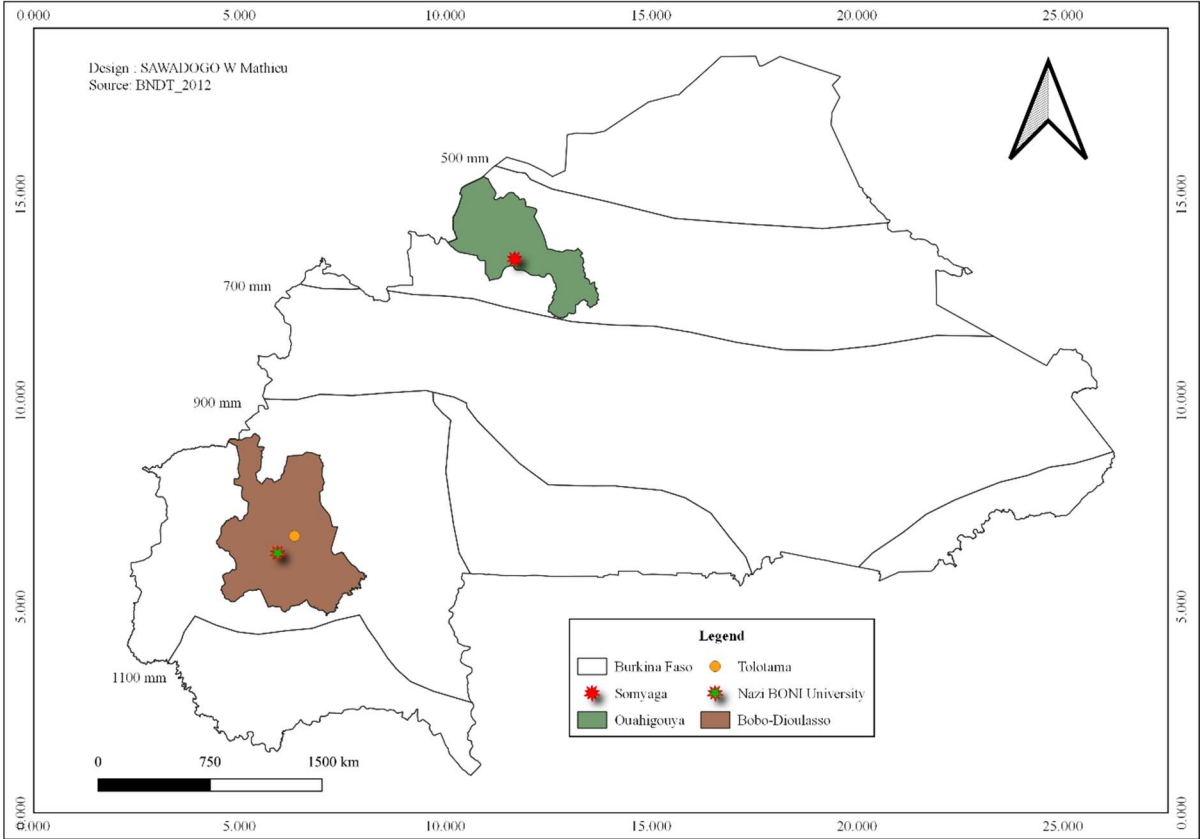 0.000 5.000 10.000 15.000 20.000 25.000
Design : SAWADOGO W Mathieu
Source: BNDT_2012
500 mm
15.000 15.000
700 mm
900 mm
10.000 10.000
5.000 5.000
1100 mm
Legend
Burkina Faso Tolotama
Somyaga Nazi BONI University
Ouahigouya Bobo-Dioulasso
0 750 1500 km
0.000 0.000
0.000 5.000 10.000 15.000 20.000 25.000